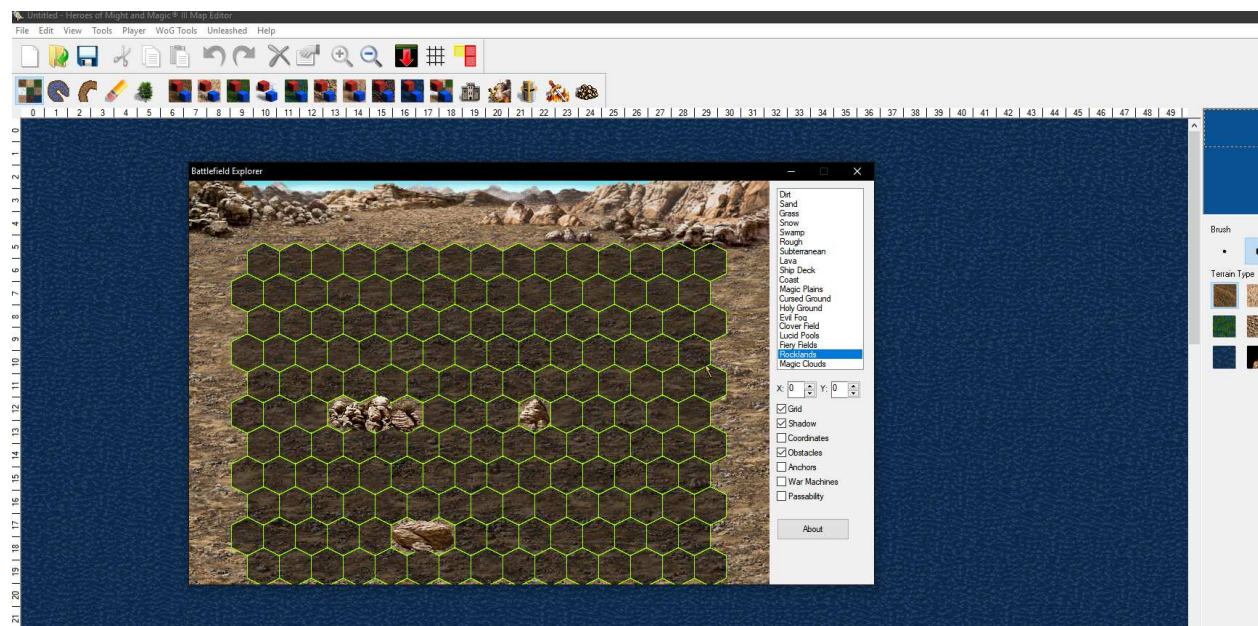 Untitled - Heroes of Might and Magic® III Map Editor
File Edit View Tools Player WoG Tools Unleashed Help
0 1 2 3 4 5 6 7 8 9 10 11 12 13 14 15 16 17 18 19 20 21 22 23 24 25 26 27 28 29 30 31 32 33 34 35 36 37 38 39 40 41 42 43 44 45 46 47 48 49
0
1
2
3
4
5
6
7
8
9
10
11
12
13
14
15
16
17
18
19
20
21
Battlefield Explorer
Dirt
Sand
Grass
Snow
Swamp
Rough
Subterranean
Lava
Ship Deck
Coast
Magic Plains
Cursed Ground
Holy Ground
Evil Fog
Clover Field
Lucid Pools
Fiery Fields
Rocklands
Magic Clouds
X: 0 Y: 0
Grid
Shadow
Coordinates
Obstacles
Anchors
War Machines
Passability
About
Brush
Terrain Type